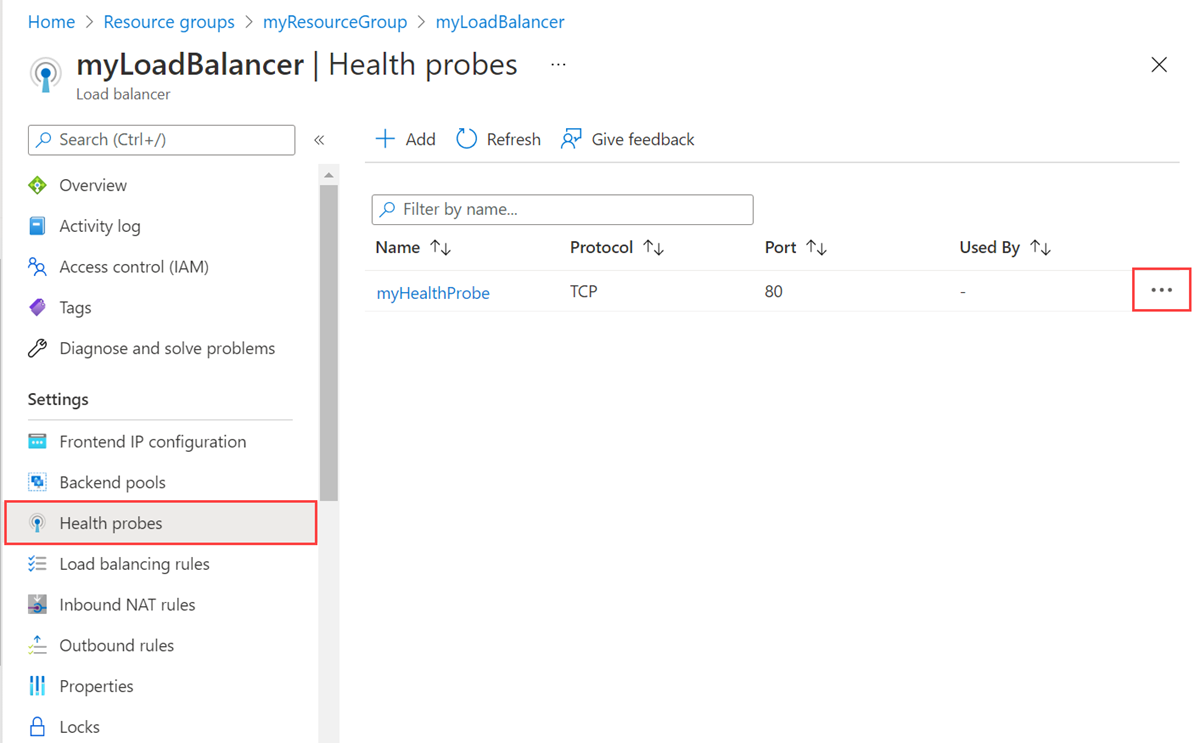 Home > Resource groups > myResourceGroup > myLoadBalancer
myLoadBalancer | Health probes ...
Load balancer
Search (Ctrl+/) «
Add Refresh Give feedback
Overview
Activity log
Access control (IAM)
Tags
Diagnose and solve problems
Settings
Frontend IP configuration
Backend pools
Health probes
Load balancing rules
Inbound NAT rules
Outbound rules
Properties
Locks
Filter by name...
Name ↑↓ Protocol ↑↓ Port ↑↓ Used By ↑↓
myHealthProbe TCP 80 - ...